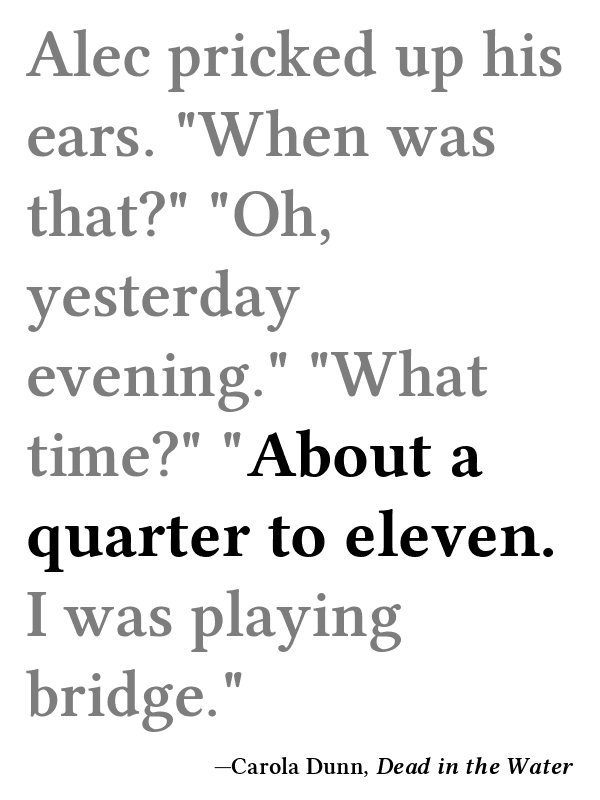 Alec pricked up his
ears. "When was
that?" "Oh,
yesterday
evening." "What
time?" "About a
quarter to eleven.
I was playing
bridge."
—Carola Dunn, Dead in the Water